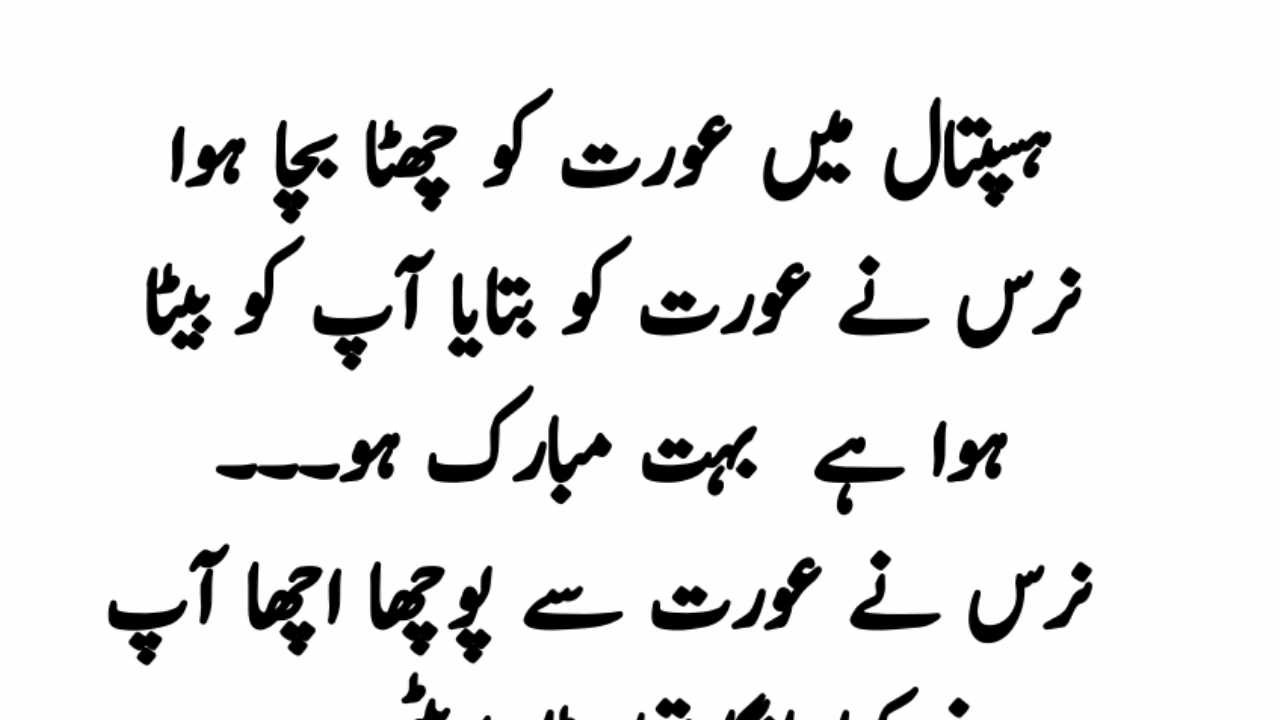 ہسپتال میں عورت کو چھٹا بچا ہوا
نرس نے عورت کو بتایا آپ کو بیٹا
ہوا ہے بہت مبارک ہو۔۔۔
نرس نے عورت سے پوچھا اچھا آپ